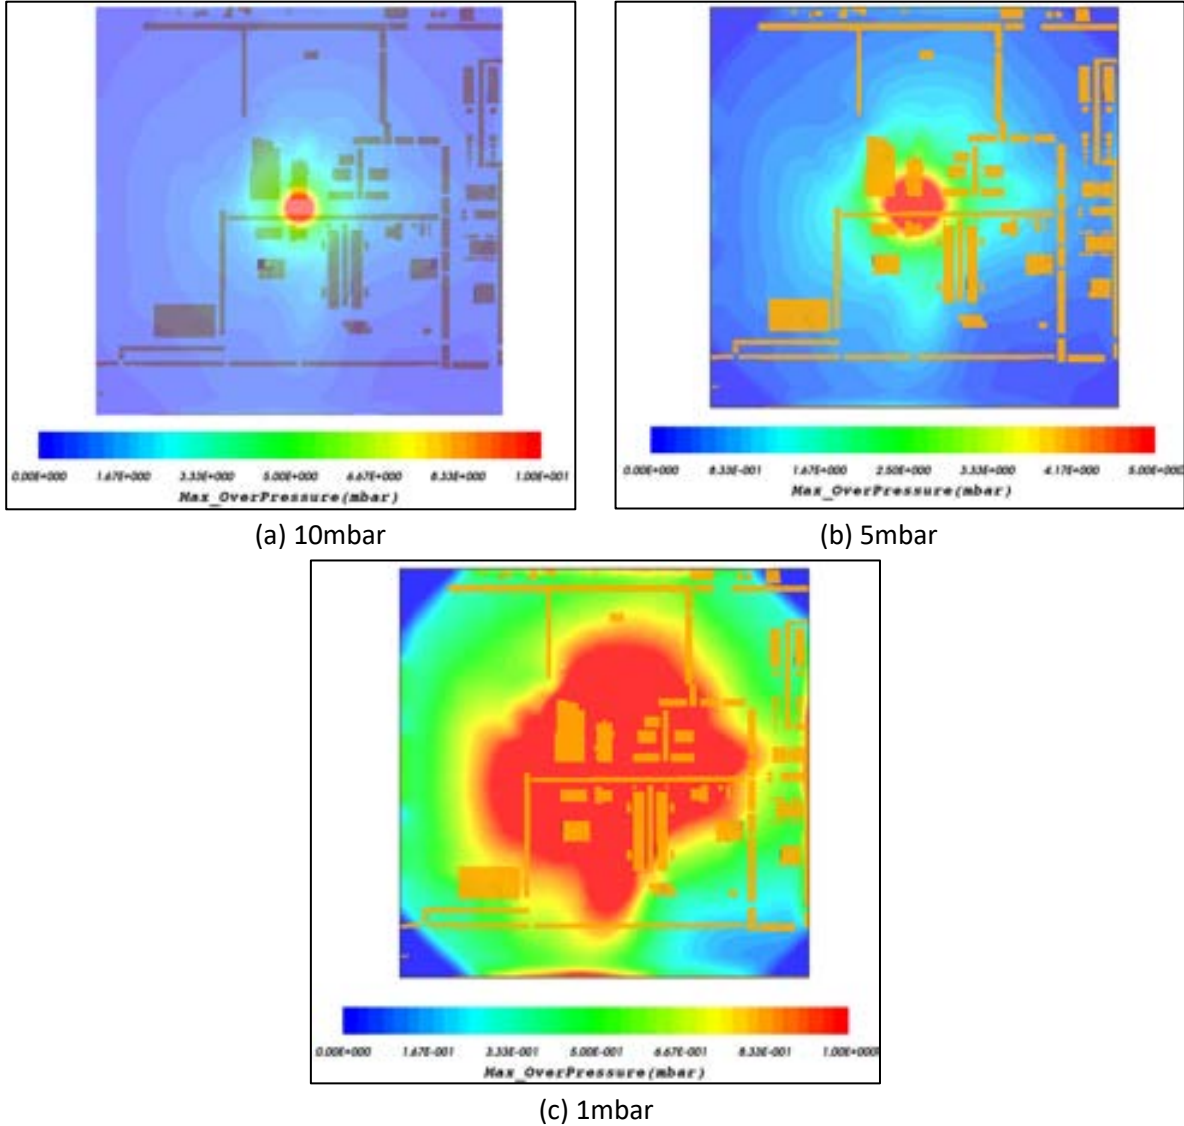 0.00E+000 1.67E+000 3.33E+000 5.00E+000 6.67E+000 8.33E+000 1.00E+001
Max_OverPressure(mbar)
(a) 10mbar
0.00E+000 8.33E-001 1.67E+000 2.50E+000 3.33E+000 4.17E+000 5.00E+000
Max_OverPressure(mbar)
(b) 5mbar
0.00E+000 1.67E-001 3.33E-001 5.00E-001 6.67E-001 8.33E-001 1.00E+000
Max_OverPressure(mbar)
(c) 1mbar